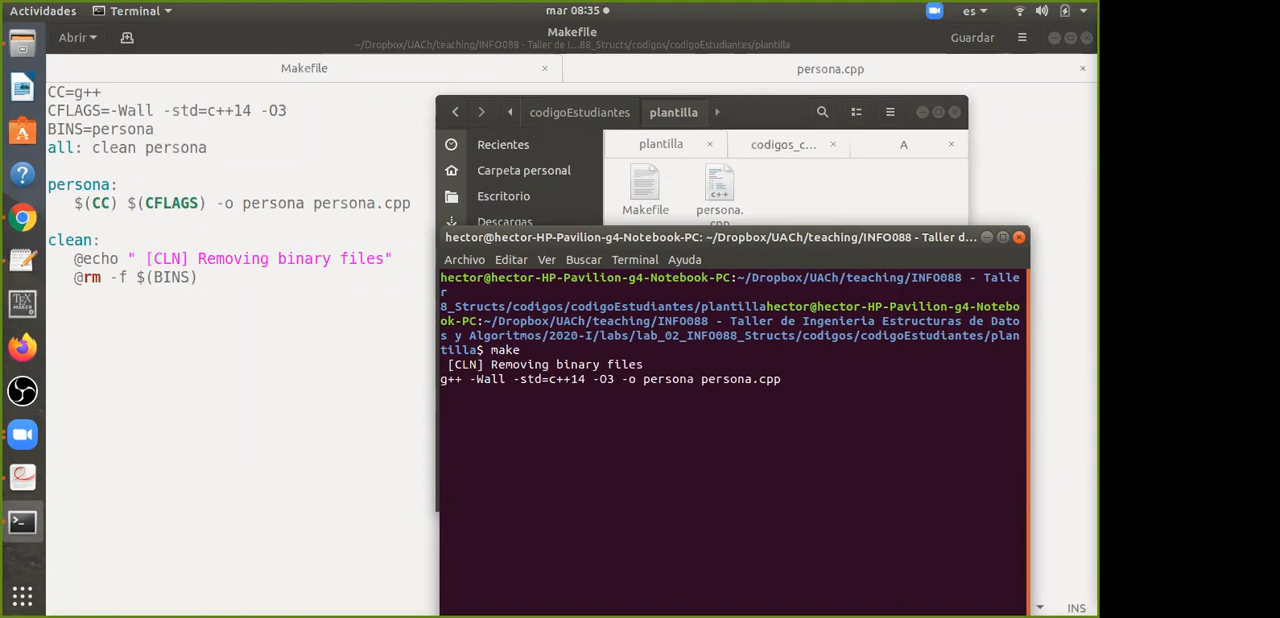 Actividades
Terminal
mar 08:35
es
Abrir
Makefile
~/Dropbox/UACh/teaching/INFO088 - Taller de I…88_Structs/codigos/codigoEstudiantes/plantilla
Guardar
Makefile
persona.cpp
CC=g++
CFLAGS=-Wall -std=c++14 -O3
BINS=persona
all: clean persona
persona:
$(CC) $(CFLAGS) -o persona persona.cpp
clean:
@echo " [CLN] Removing binary files"
@rm -f $(BINS)
codigoEstudiantes
plantilla
Recientes
Carpeta personal
Escritorio
Descargas
plantilla
codigos_c…
A
Makefile
persona.
cpp
hector@hector-HP-Pavilion-g4-Notebook-PC: ~/Dropbox/UACh/teaching/INFO088 - Taller d…
Archivo Editar Ver Buscar Terminal Ayuda
hector@hector-HP-Pavilion-g4-Notebook-PC:~/Dropbox/UACh/teaching/INFO088 - Talle
r
8_Structs/codigos/codigoEstudiantes/plantillahector@hector-HP-Pavilion-g4-Notebo
ok-PC:~/Dropbox/UACh/teaching/INFO088 - Taller de Ingenieria Estructuras de Dato
s y Algoritmos/2020-I/labs/lab_02_INFO088_Structs/codigos/codigoEstudiantes/plan
tilla$ make
[CLN] Removing binary files
g++ -Wall -std=c++14 -O3 -o persona persona.cpp
INS